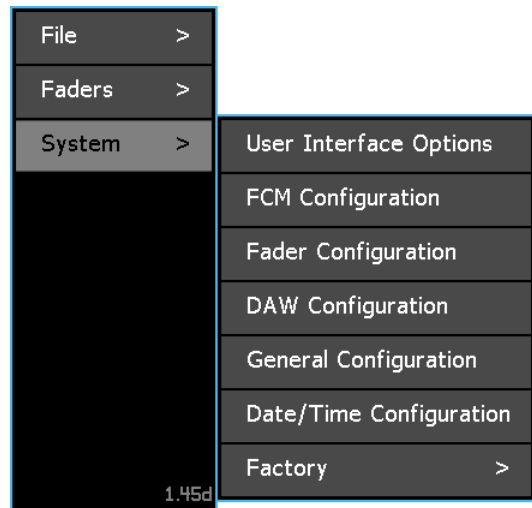 File >
Faders >
System >
User Interface Options
FCM Configuration
Fader Configuration
DAW Configuration
General Configuration
Date/Time Configuration
Factory >
1.45d